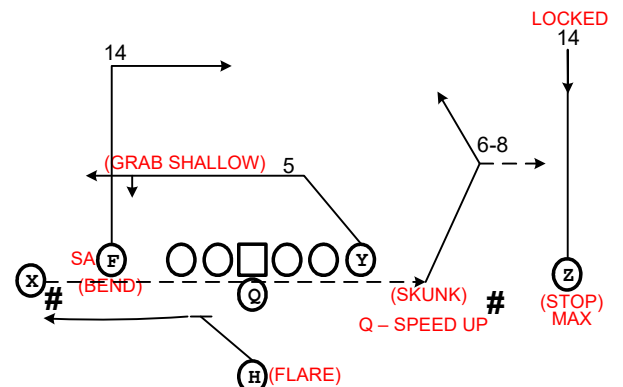 LOCKED
14
14
6-8
(GRAB SHALLOW)
5
SA
F
Y
X
(BEND)
#
Q
(SKUNK)
#
Z
(STOP)
MAX
Q – SPEED UP
H
(FLARE)